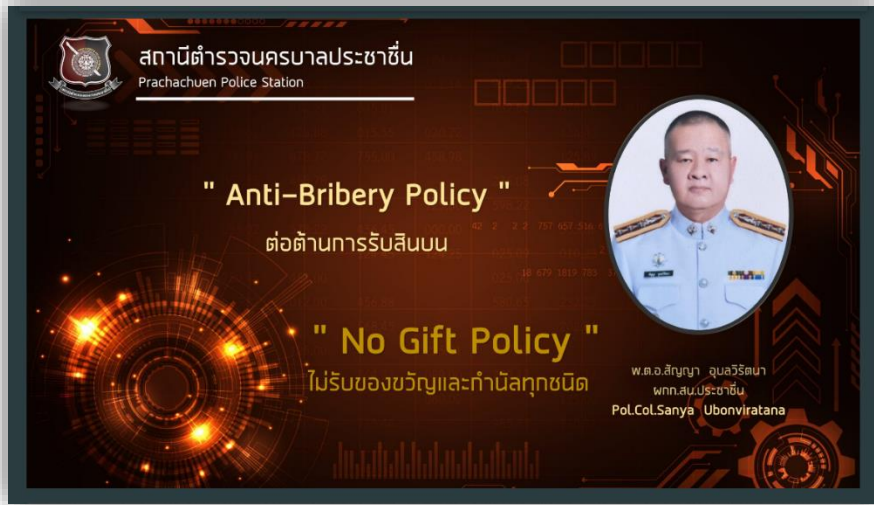 สถานีตำรวจนครบาลประชาชื่น
Prachachuen Police Station
" Anti-Bribery Policy "
ต่อต้านการรับสินบน
" No Gift Policy "
ไม่รับของขวัญและกำนัลทุกชนิด
พ.ต.อ.สัญญา อุบลวิรัตนา
ผกก.สน.ประชาชื่น
Pol.Col.Sanya Ubonviratana